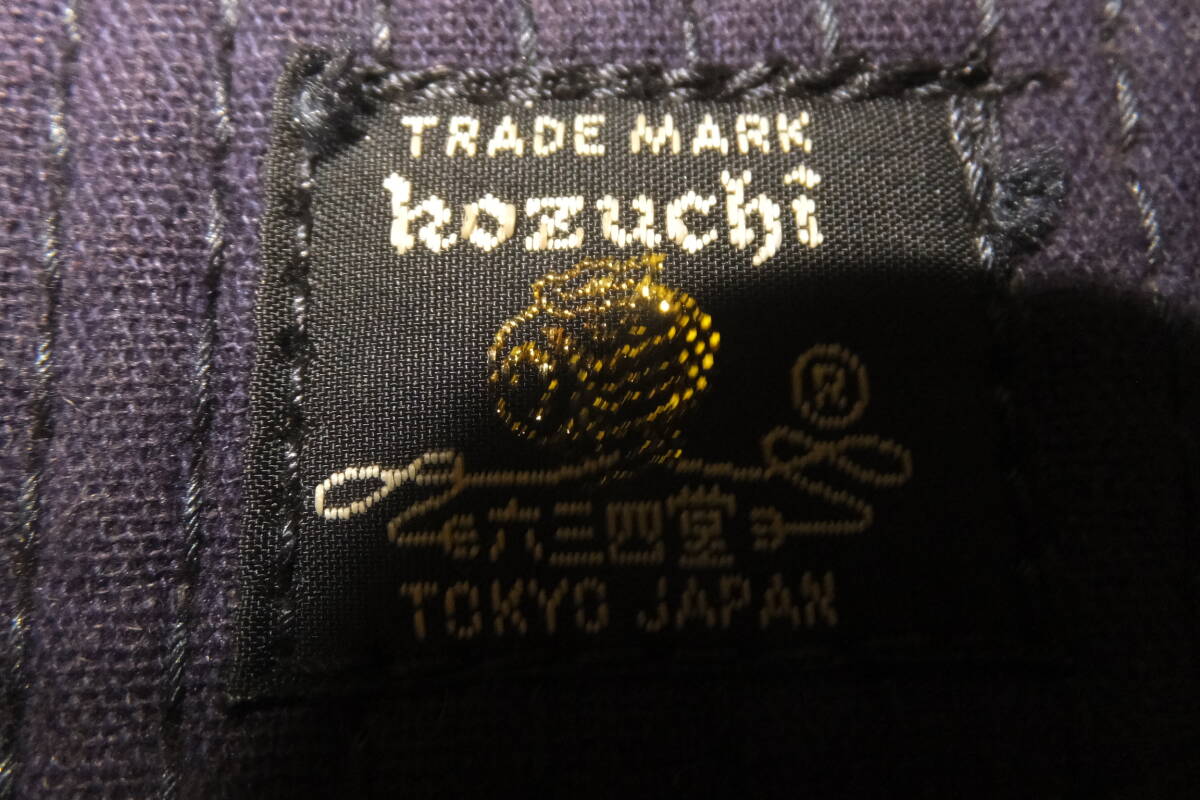 TRADE MARK
kozuchi
®
六三四堂
TOKYO JAPAN